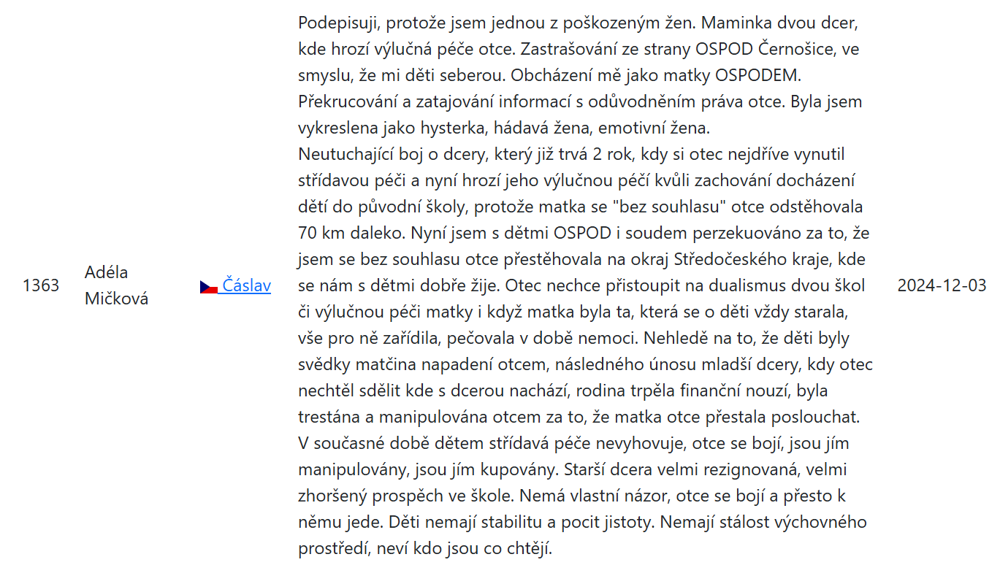 Podepisuji, protože jsem jednou z poškozeným žen. Maminka dvou dcer,
kde hrozí výlučná péče otce. Zastrašování ze strany OSPOD Černošice, ve
smyslu, že mi děti seberou. Obcházení mě jako matky OSPODEM.
Překrucování a zatajování informací s odůvodněním práva otce. Byla jsem
vykreslena jako hysterka, hádavá žena, emotivní žena.
Neutuchající boj o dcery, který již trvá 2 rok, kdy si otec nejdříve vynutil
střídavou péči a nyní hrozí jeho výlučnou péčí kvůli zachování docházení
dětí do původní školy, protože matka se "bez souhlasu" otce odstěhovala
70 km daleko. Nyní jsem s dětmi OSPOD i soudem perzekuováno za to, že
jsem se bez souhlasu otce přestěhovala na okraj Středočeského kraje, kde
1363 Adéla Mičková Čáslav se nám s dětmi dobře žije. Otec nechce přistoupit na dualismus dvou škol 2024-12-03
či výlučnou péči matky i když matka byla ta, která se o děti vždy starala,
vše pro ně zařídila, pečovala v době nemoci. Nehledě na to, že děti byly
svědky matčina napadení otcem, následného únosu mladší dcery, kdy otec
nechtěl sdělit kde s dcerou nachází, rodina trpěla finanční nouzí, byla
trestána a manipulována otcem za to, že matka otce přestala poslouchat.
V současné době dětem střídavá péče nevyhovuje, otce se bojí, jsou jím
manipulovány, jsou jím kupovány. Starší dcera velmi rezignovaná, velmi
zhoršený prospěch ve škole. Nemá vlastní názor, otce se bojí a přesto k
němu jede. Děti nemají stabilitu a pocit jistoty. Nemají stálost výchovného
prostředí, neví kdo jsou co chtějí.